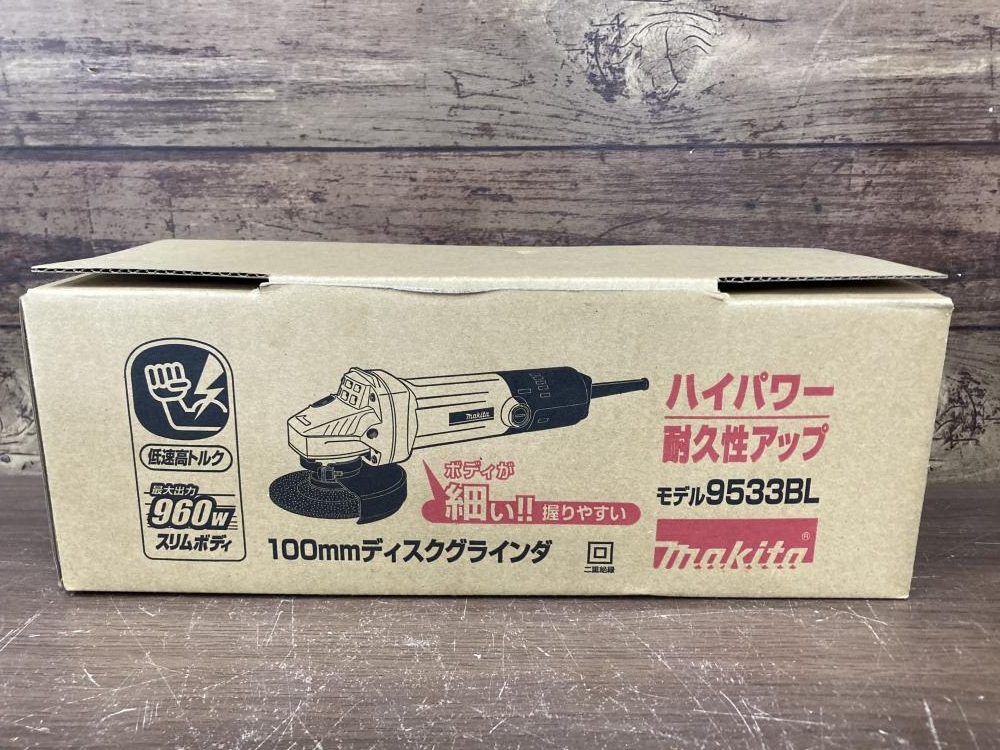 低速高トルク
最大出力
960W
スリムボディ
makita
ボディが
細い!! 握りやすい
100mmディスクグラインダ
二重絶縁
ハイパワー
耐久性アップ
モデル9533BL
makita®